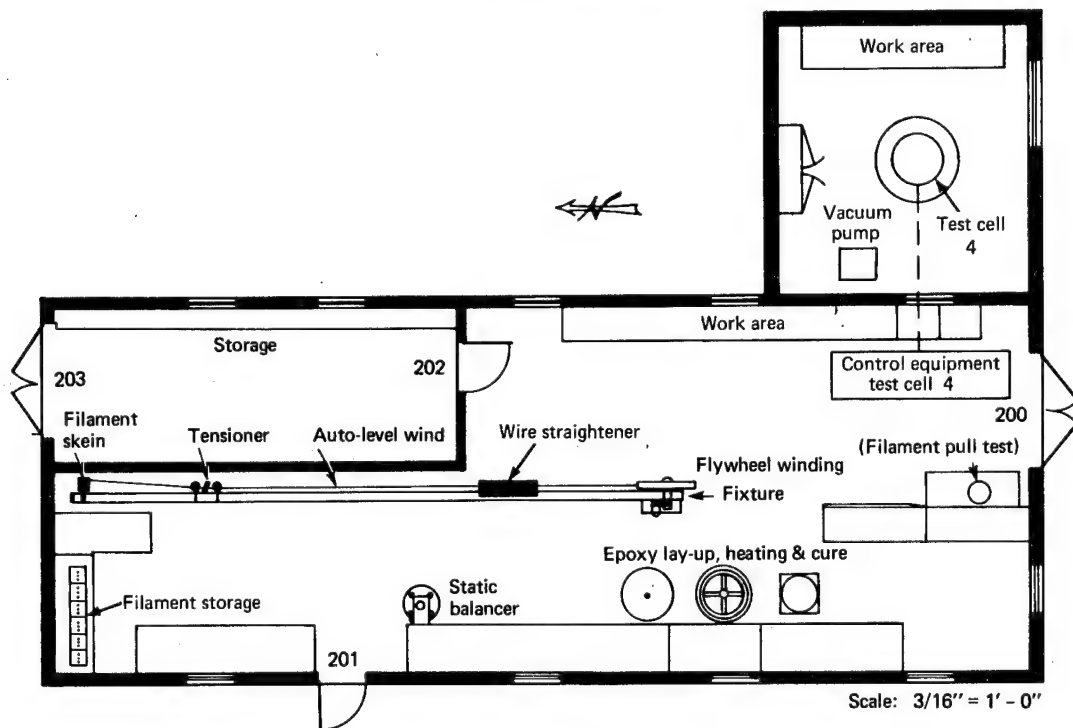 Work area
N
Vacuum
pump
Test cell
4
Storage
Work area
203
202
Control equipment
test cell 4
200
Filament
skein
Tensioner
Auto-level wind
Wire straightener
(Filament pull test)
Flywheel winding
Fixture
Epoxy lay-up, heating & cure
Static
balancer
Filament storage
201
Scale: 3/16" = 1' - 0"